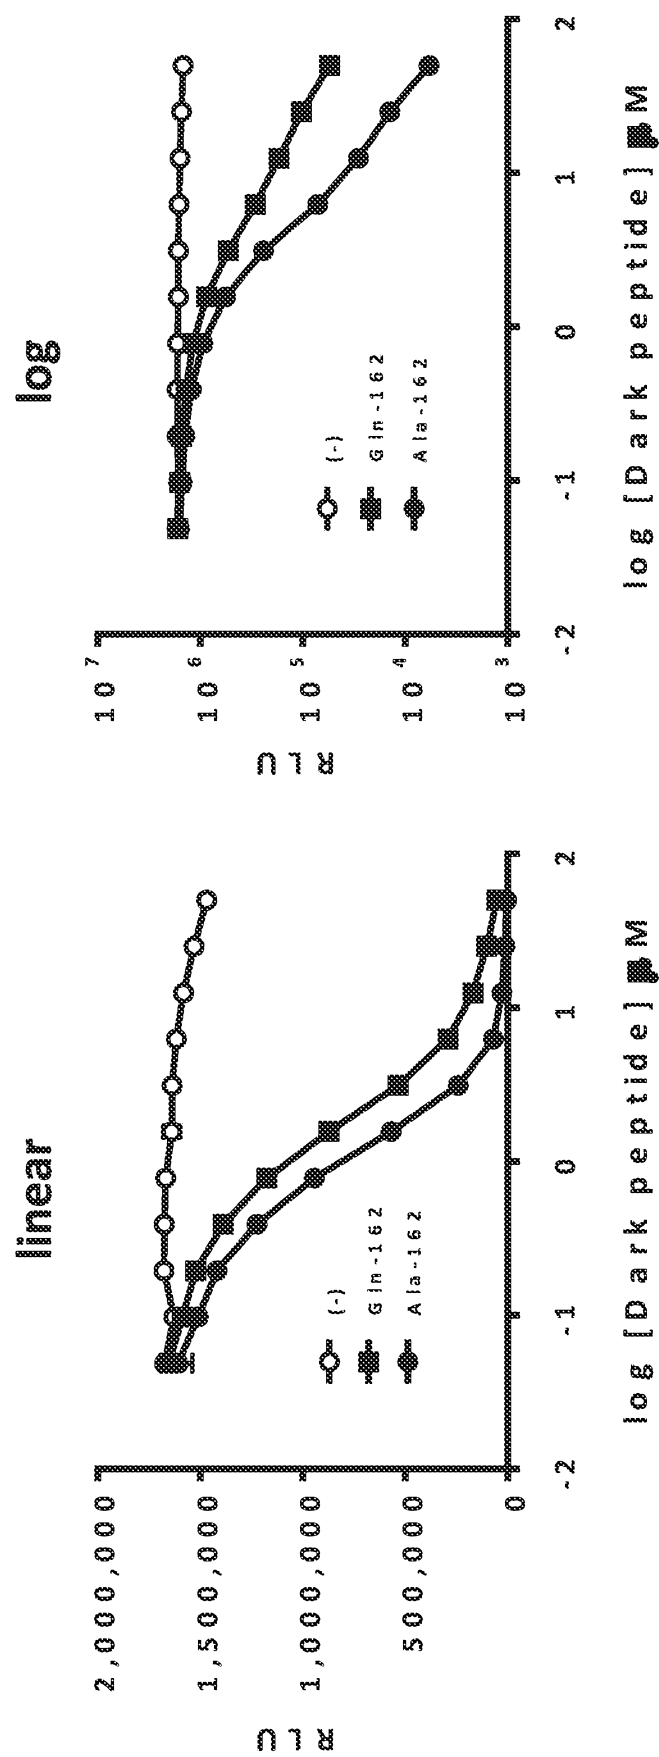 linear
RLU
2,000,000
1,500,000
1,000,000
500,000
0
(-)
Gln-162
Ala-162
-2 -1 0 1 2
log [Dark peptide] μM
log
RLU
10^7
10^6
10^5
10^4
10^3
(-)
Gln-162
Ala-162
-2 -1 0 1 2
log [Dark peptide] μM